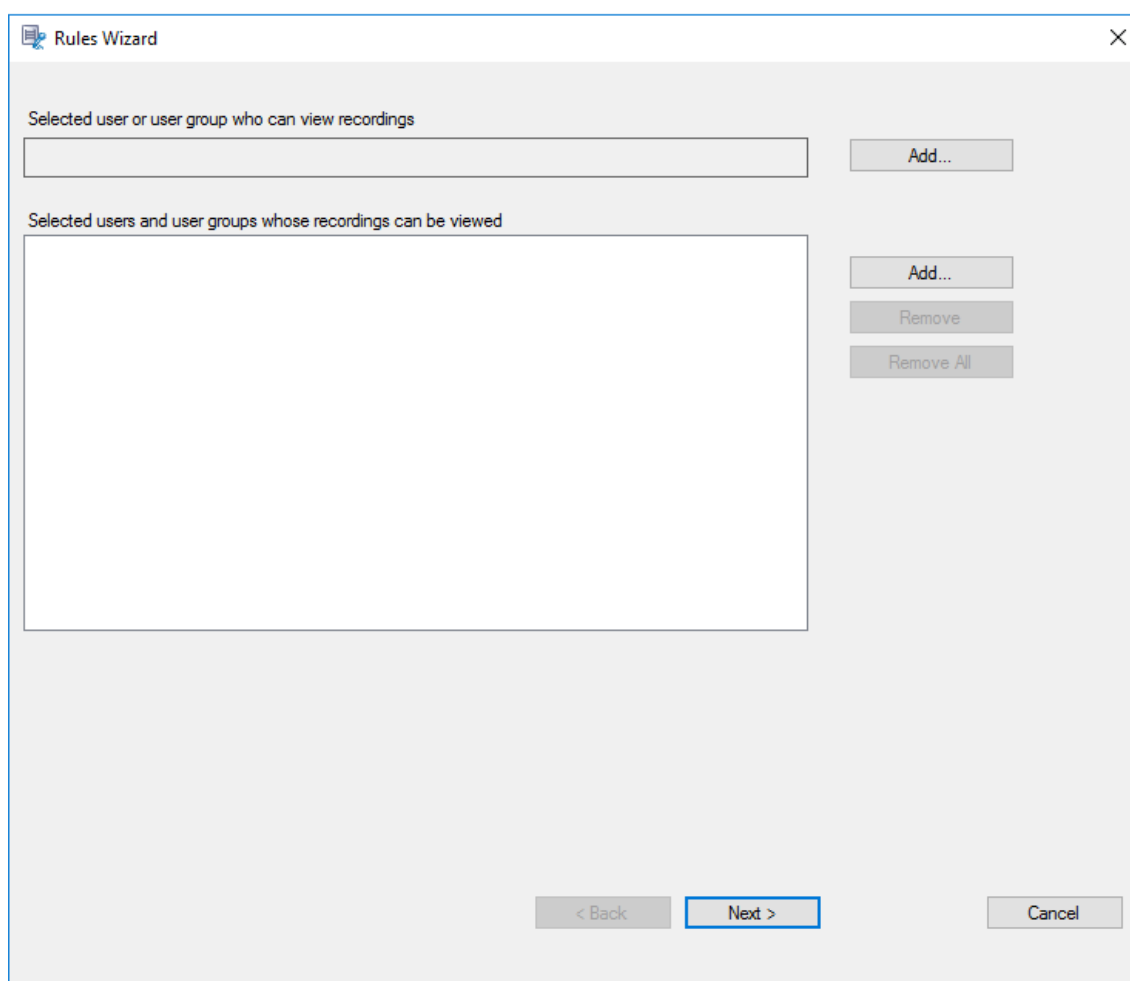 Rules Wizard
Selected user or user group who can view recordings
Add...
Selected users and user groups whose recordings can be viewed
Add...
Remove
Remove All
< Back
Next >
Cancel